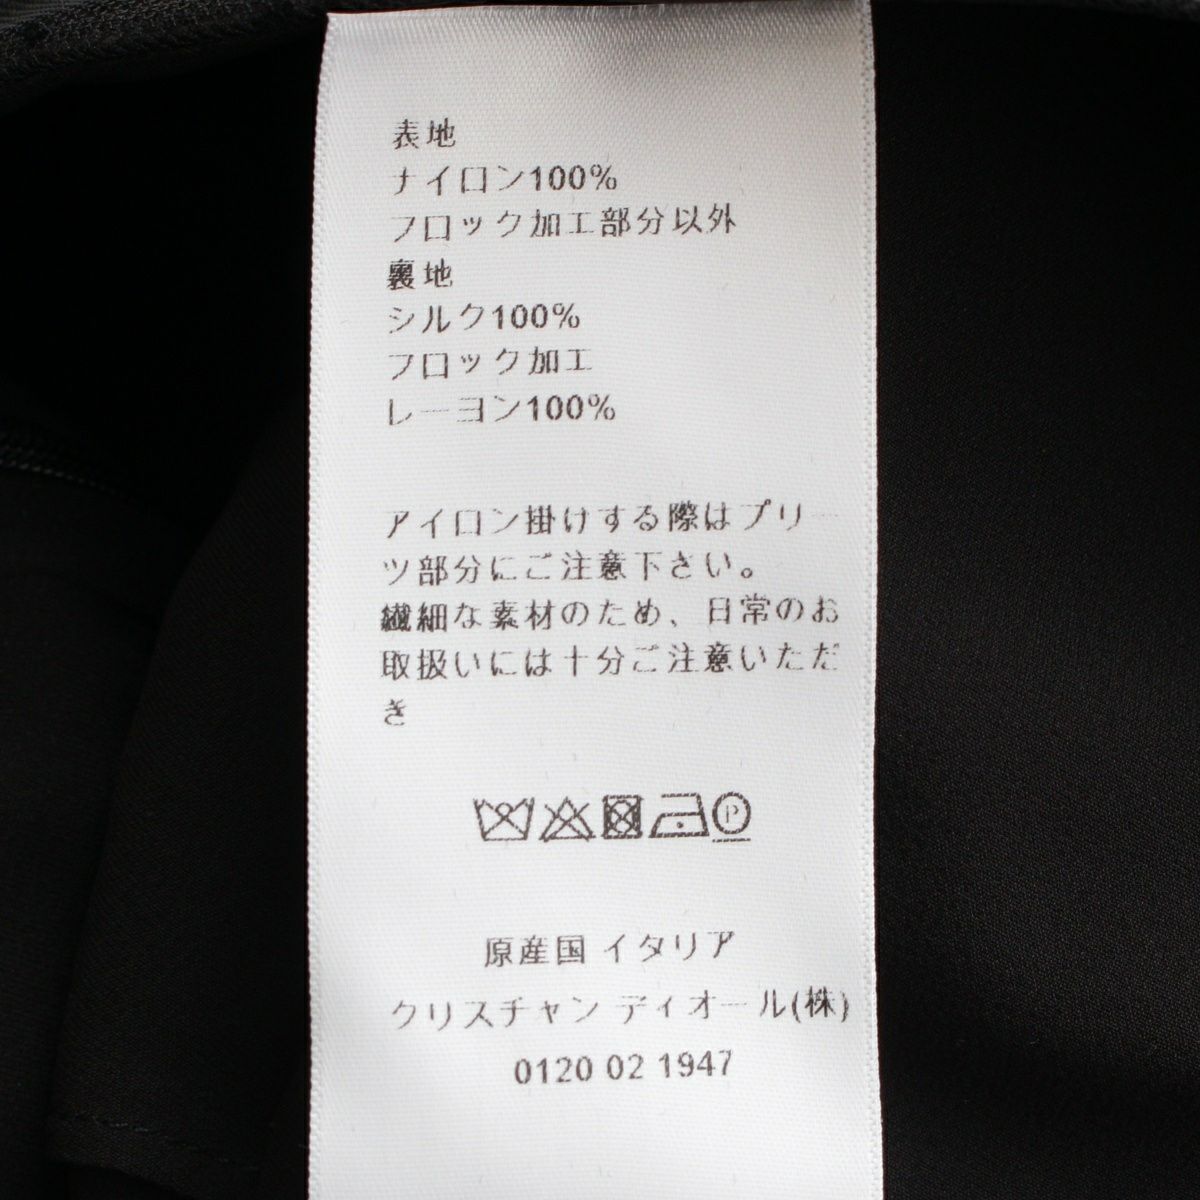 表地
ナイロン100%
フロック加工部分以外
裏地
シルク100%
フロック加工
レーヨン100%
アイロン掛けする際はプリー
ツ部分にご注意下さい。
繊細な素材のため、日常のお
取扱いには十分ご注意いただ
き
P
原産国 イタリア
クリスチャン ディオール(株)
0120 02 1947